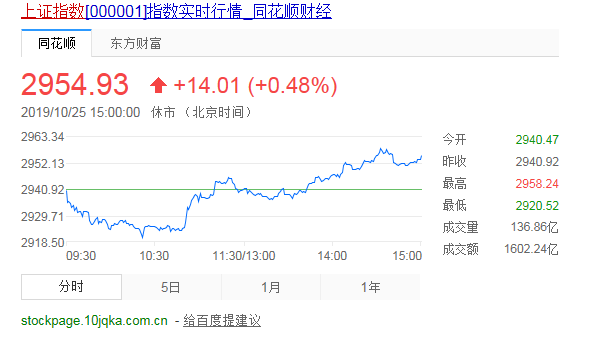 上证指数[000001]指数实时行情_同花顺财经
同花顺 东方财富
2954.93 +14.01 (+0.48%)
2019/10/25 15:00:00 休市 （北京时间）
2963.34
2952.13
2940.92
2929.71
2918.50
09:30 10:30 11:30/13:00 14:00 15:00
今开 2940.47
昨收 2940.92
最高 2958.24
最低 2920.52
成交量 136.86亿
成交额 1602.24亿
分时 5日 1月 1年
stockpage.10jqka.com.cn - 给百度提建议